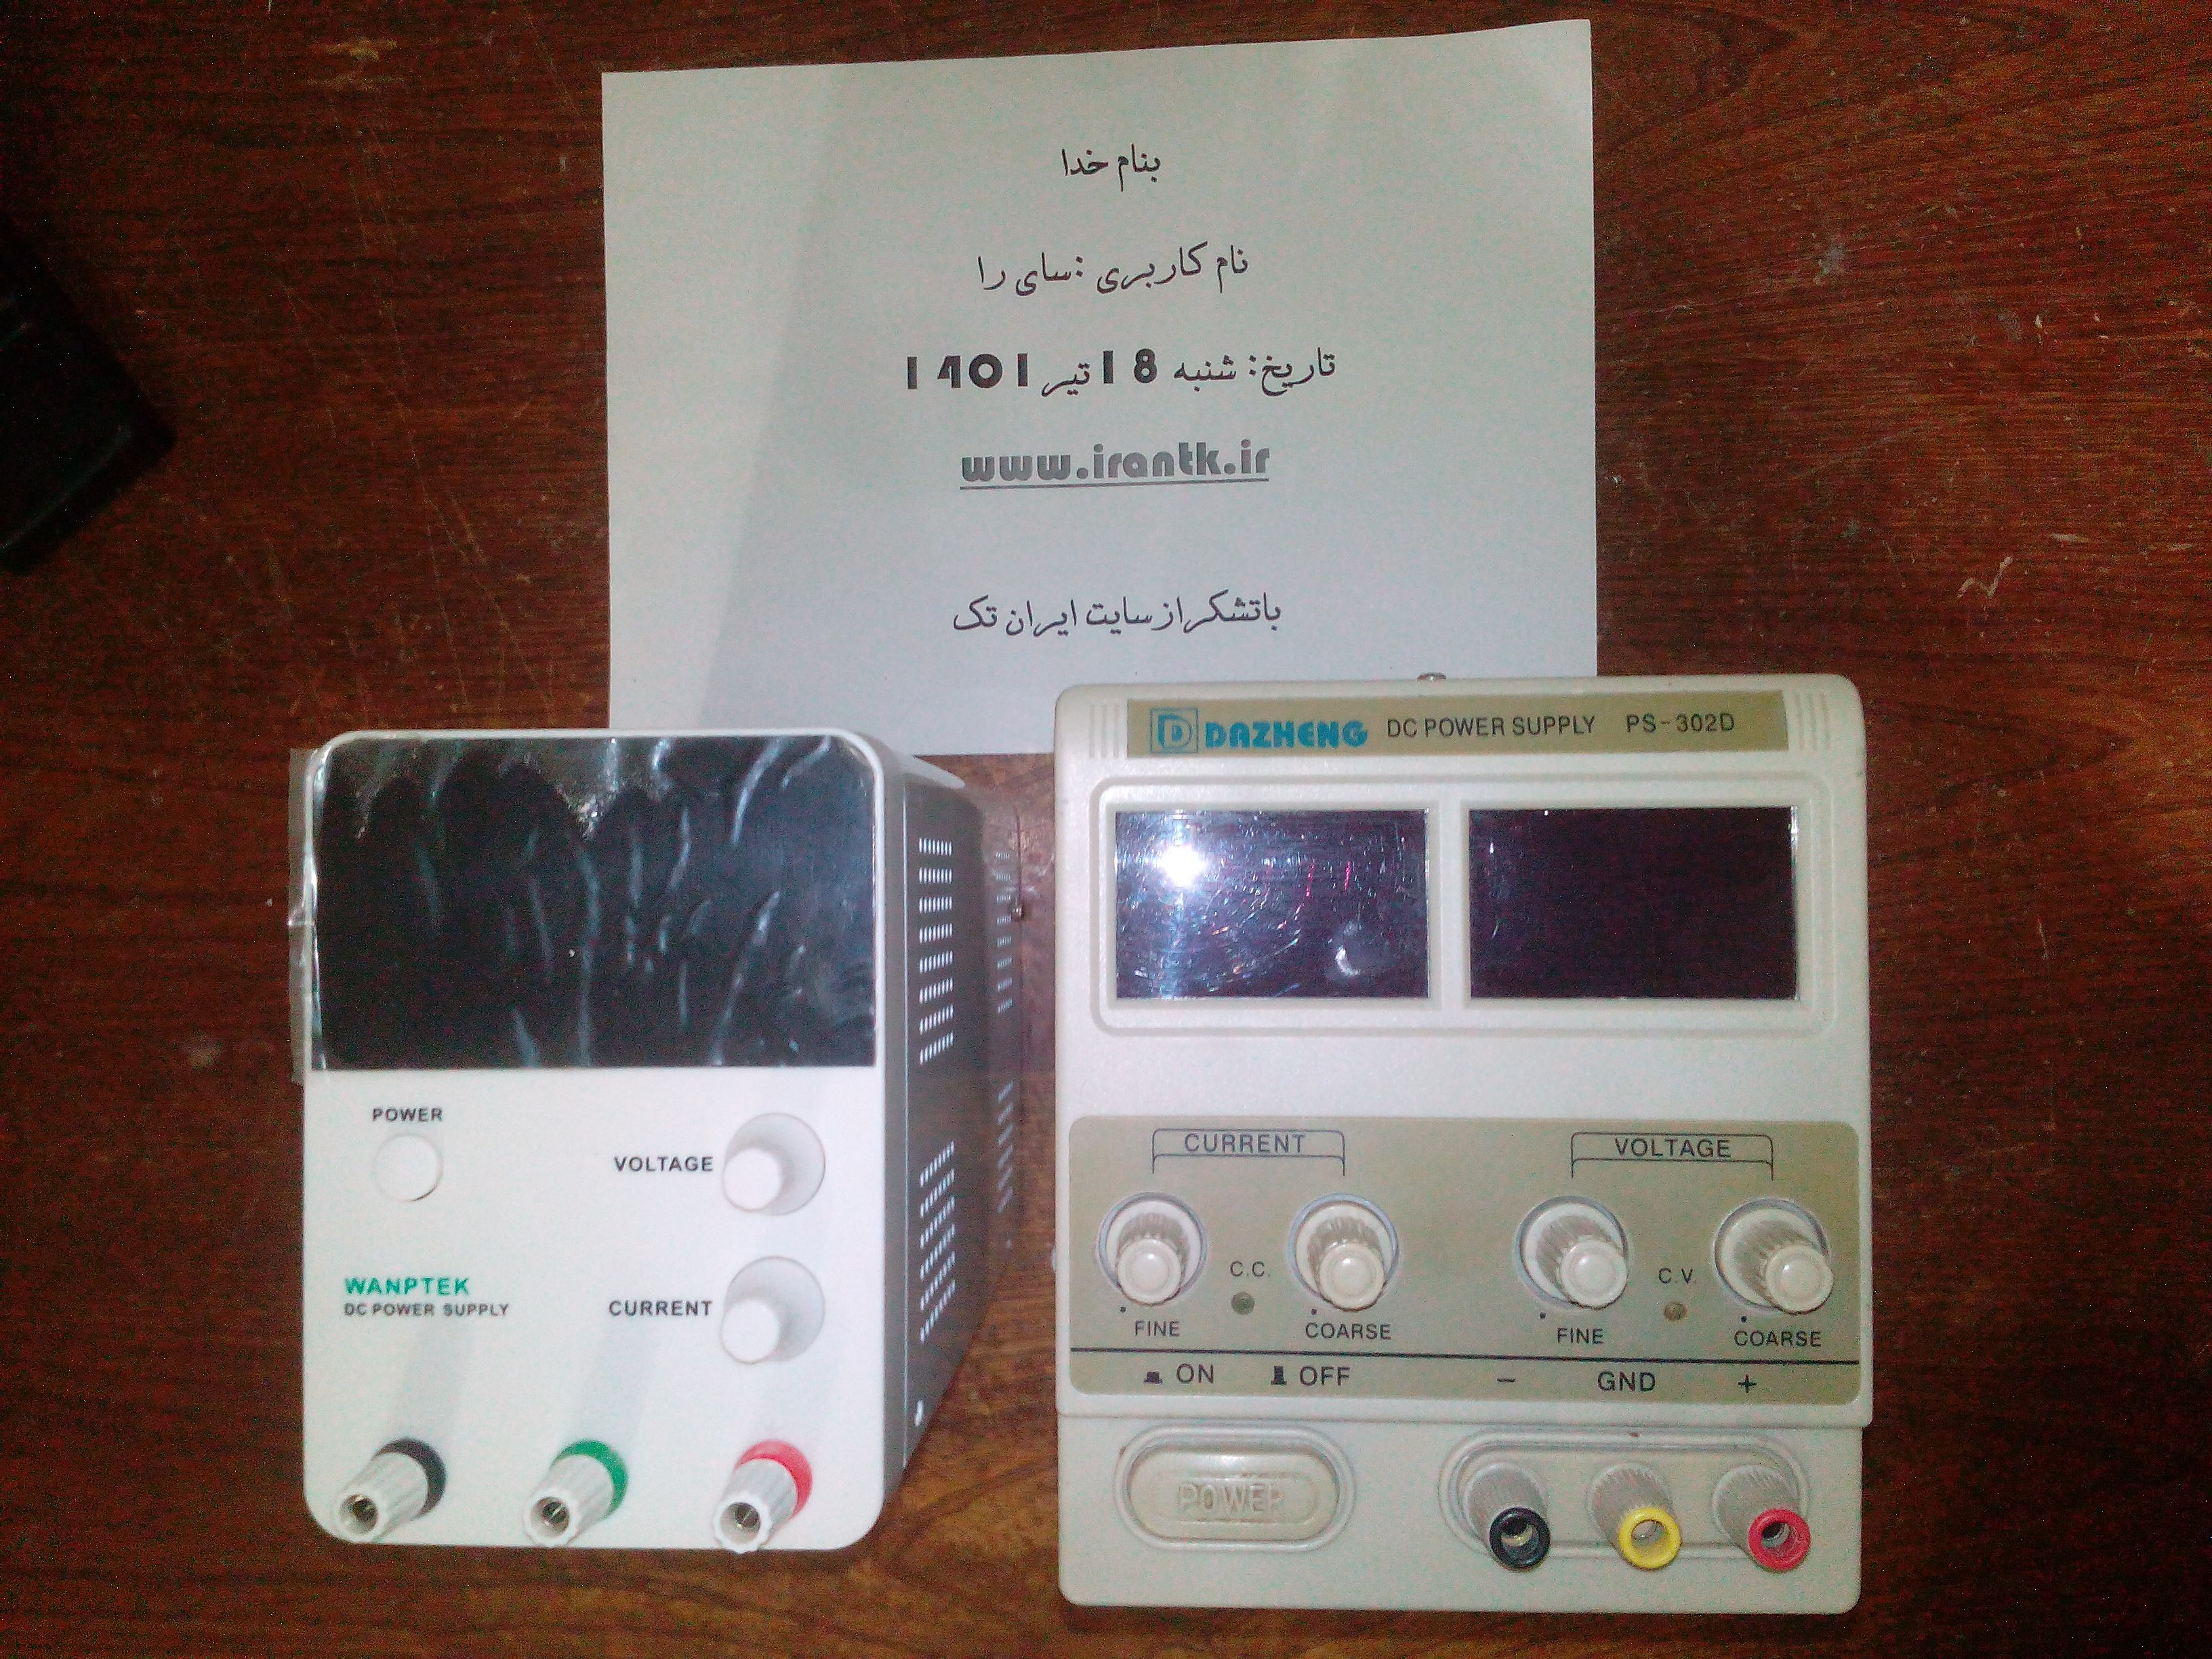 بنام خدا
نام کاربری :سای را
تاریخ: شنبه 18 تیر 1401
www.irantk.ir
باتشکراز سایت ایران تک
POWER
VOLTAGE
WANPTEK
DC POWER SUPPLY
CURRENT
D DAZHENG DC POWER SUPPLY PS-302D
CURRENT VOLTAGE
C.C. C.V.
FINE COARSE FINE COARSE
ON OFF - GND +
POWER